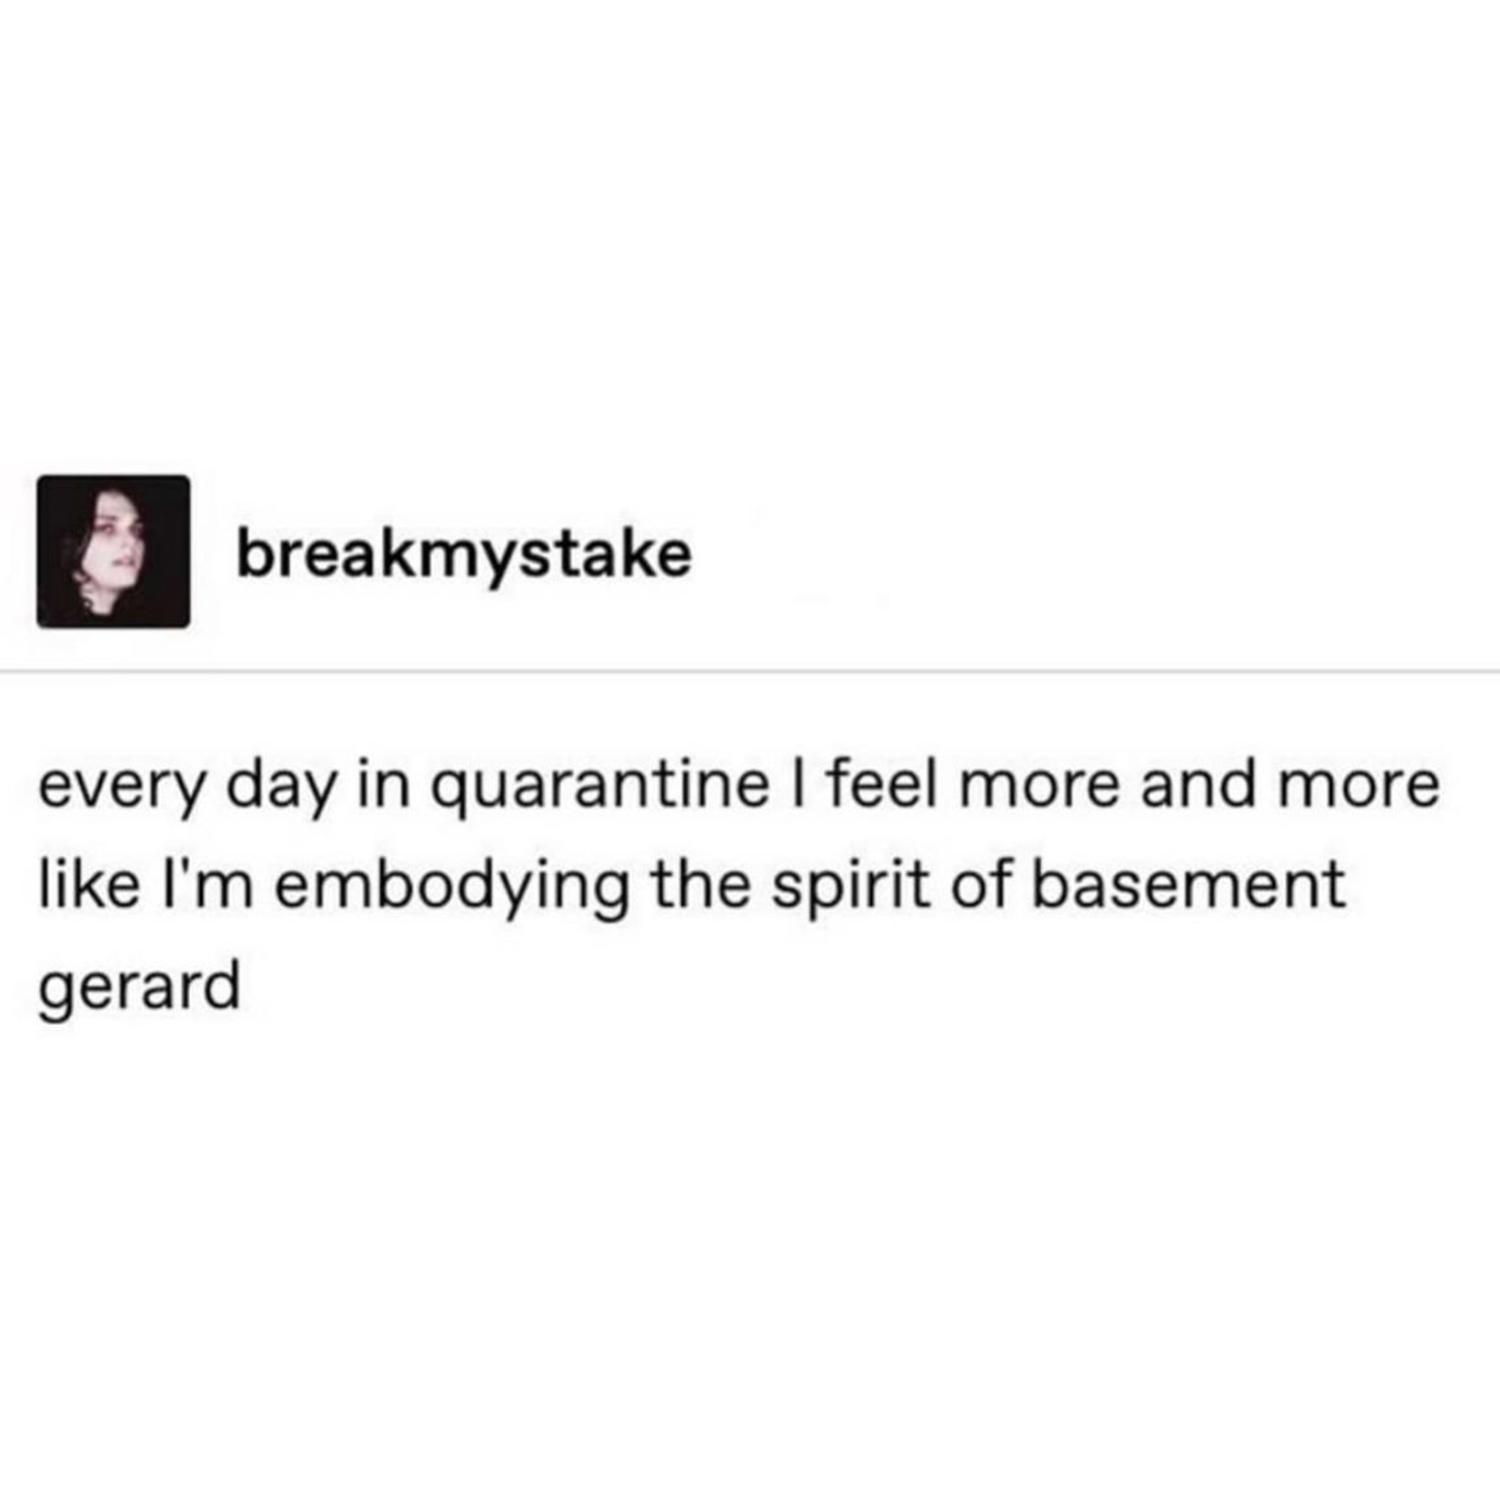 breakmystake
every day in quarantine I feel more and more
like I'm embodying the spirit of basement
gerard